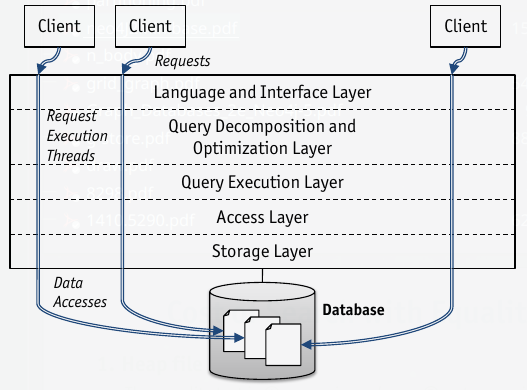 Client
Client
Client
Requests
Language and Interface Layer
Request
Execution
Threads
Query Decomposition and
Optimization Layer
Query Execution Layer
Access Layer
Storage Layer
Data
Accesses
Database